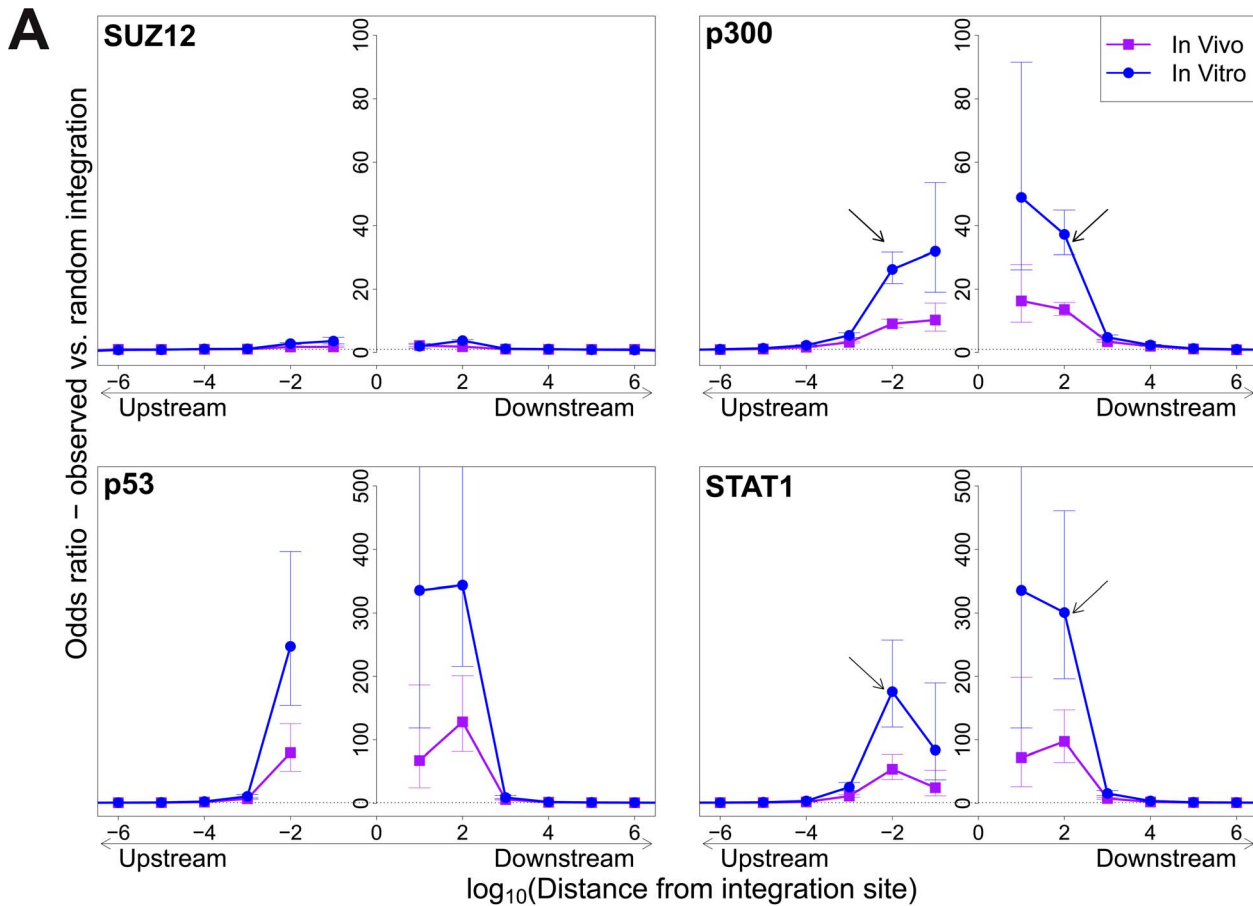 A
SUZ12
p300
In Vivo
In Vitro
Odds ratio – observed vs. random integration
0 20 40 60 80 100
0 20 40 60 80 100
−6 −4 −2 0 2 4 6
−6 −4 −2 0 2 4 6
Upstream Downstream
Upstream Downstream
p53
STAT1
0 100 200 300 400 500
0 100 200 300 400 500
−6 −4 −2 0 2 4 6
−6 −4 −2 0 2 4 6
Upstream Downstream
Upstream Downstream
log10(Distance from integration site)